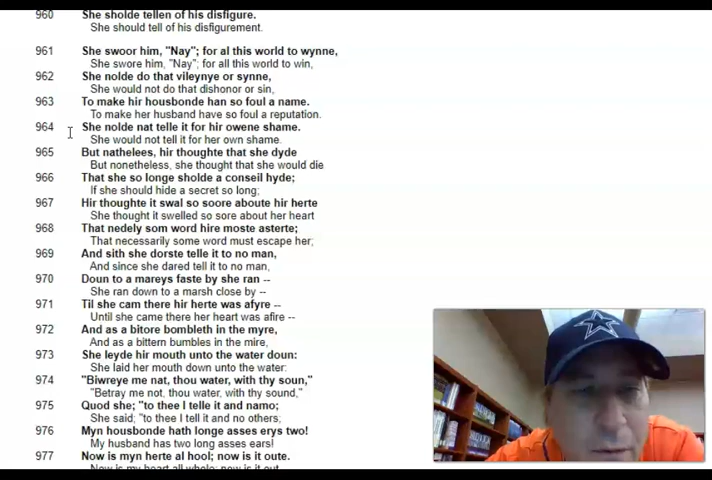 960 She sholde tellen of his disfigure.
She should tell of his disfigurement.
961 She swoor him, "Nay"; for al this world to wynne,
She swore him, "Nay"; for all this world to win,
962 She nolde do that vileynye or synne,
She would not do that dishonor or sin,
963 To make hir housbonde han so foul a name.
To make her husband have so foul a reputation.
964 She nolde nat telle it for hir owene shame.
She would not tell it for her own shame.
965 But nathelees, hir thoughte that she dyde
But nonetheless, she thought that she would die
966 That she so longe sholde a conseil hyde;
If she should hide a secret so long;
967 Hir thoughte it swal so soore aboute hir herte
She thought it swelled so sore about her heart
968 That nedely som word hire moste asterte;
That necessarily some word must escape her;
969 And sith she dorste telle it to no man,
And since she dared tell it to no man,
970 Doun to a mareys faste by she ran --
She ran down to a marsh close by --
971 Til she cam there hir herte was afyre --
Until she came there her heart was afire --
972 And as a bitore bombleth in the myre,
And as a bittern bumbles in the mire,
973 She leyde hir mouth unto the water doun:
She laid her mouth down unto the water:
974 "Biwreye me nat, thou water, with thy soun,"
"Betray me not, thou water, with thy sound,"
975 Quod she; "to thee I telle it and namo;
She said; "to thee I tell it and no others;
976 Myn housbonde hath longe asses erys two!
My husband has two long asses ears!
977 Now is myn herte al hool; now is it oute.
Now is my heart all whole; now is it out.